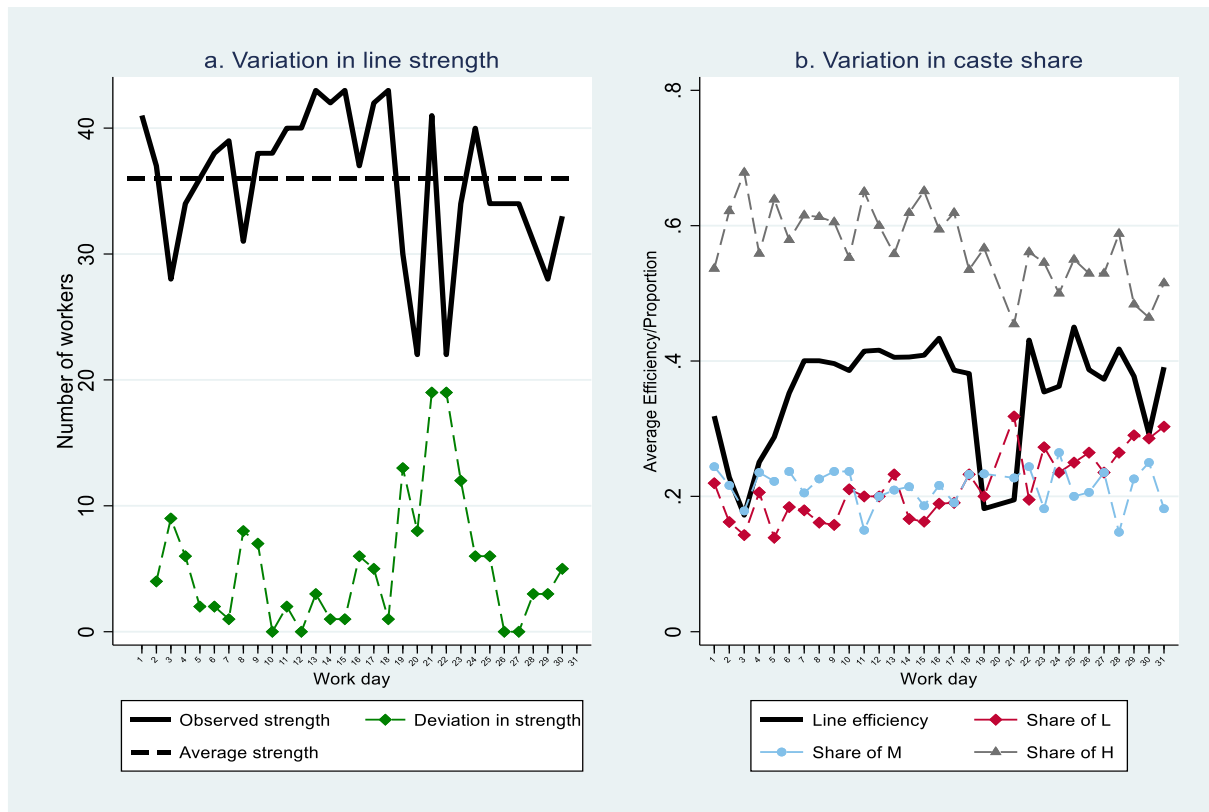 a. Variation in line strength
Number of workers
40
30
20
10
0
1 2 3 4 5 6 7 8 9 10 11 12 13 14 15 16 17 18 19 20 21 22 23 24 25 26 27 28 29 30 31
Work day
Observed strength
Deviation in strength
Average strength
b. Variation in caste share
Average Efficiency/Proportion
.8
.6
.4
.2
0
1 2 3 4 5 6 7 8 9 10 11 12 13 14 15 16 17 18 19 20 21 22 23 24 25 26 27 28 29 30 31
Work day
Line efficiency
Share of L
Share of M
Share of H